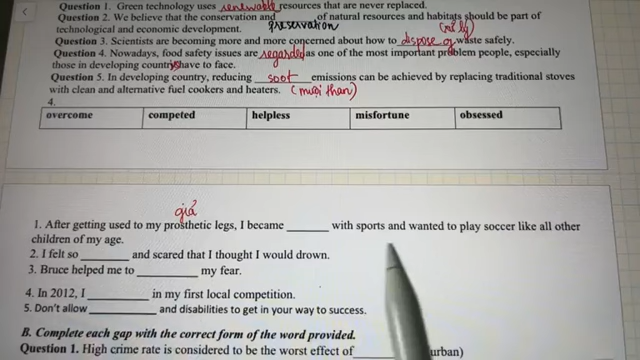 Question 1. Green technology uses renewable resources that are never replaced.
Question 2. We believe that the conservation and preservation of natural resources and habitats should be part of
technological and economic development. (xử lý)
Question 3. Scientists are becoming more and more concerned about how to dispose of waste safely.
Question 4. Nowadays, food safety issues are regarded as one of the most important problem people, especially
those in developing countries have to face.
Question 5. In developing country, reducing soot emissions can be achieved by replacing traditional stoves
with clean and alternative fuel cookers and heaters. (muội than)
4.
overcome competed helpless misfortune obsessed
giả
1. After getting used to my prosthetic legs, I became _______ with sports and wanted to play soccer like all other
children of my age.
2. I felt so _________ and scared that I thought I would drown.
3. Bruce helped me to __________ my fear.
4. In 2012, I __________ in my first local competition.
5. Don't allow ___________ and disabilities to get in your way to success.
B. Complete each gap with the correct form of the word provided.
Question 1. High crime rate is considered to be the worst effect of urban)